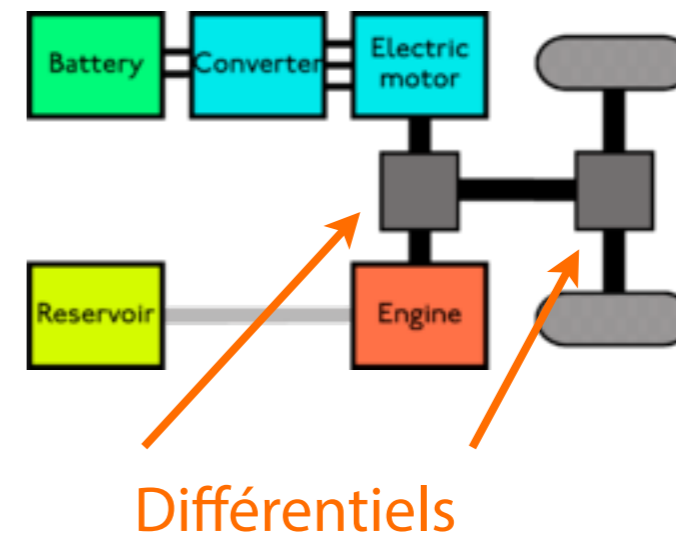 Battery
Converter
Electric
motor
Reservoir
Engine
Différentiels